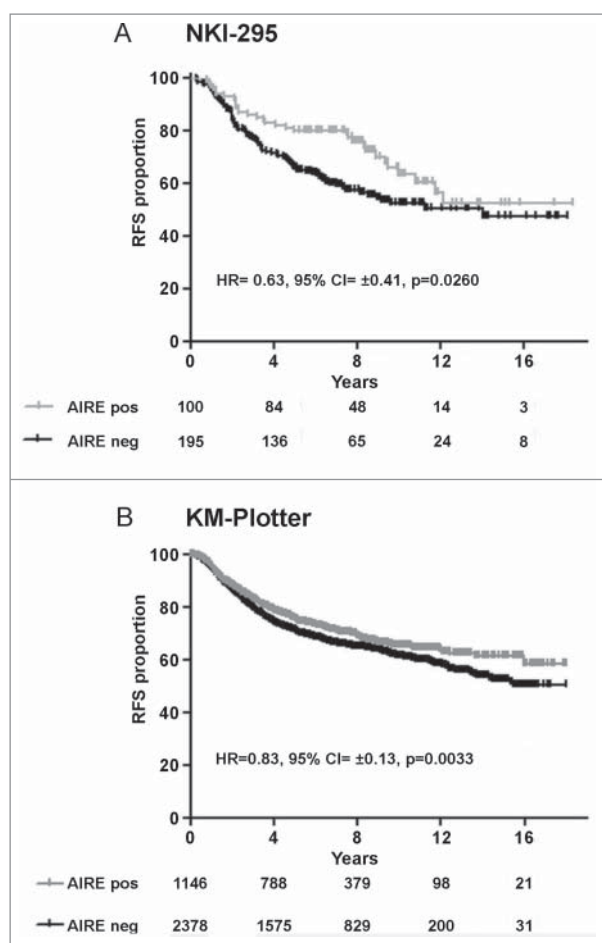 A NKI-295
100
80
60
40
20
0
RFS proportion
HR= 0.63, 95% CI= ±0.41, p=0.0260
0 4 8 12 16
Years
AIRE pos 100 84 48 14 3
AIRE neg 195 136 65 24 8
B KM-Plotter
100
80
60
40
20
0
RFS proportion
HR=0.83, 95% CI= ±0.13, p=0.0033
0 4 8 12 16
Years
AIRE pos 1146 788 379 98 21
AIRE neg 2378 1575 829 200 31